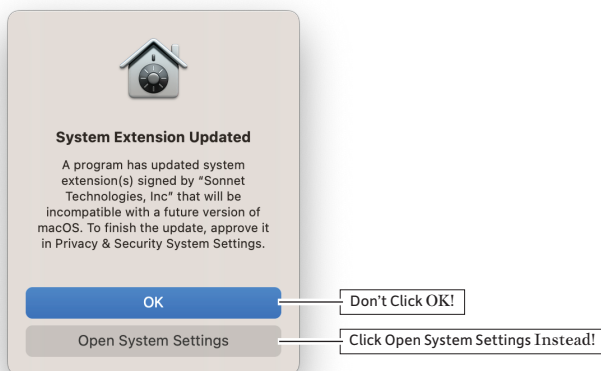 System Extension Updated
A program has updated system
extension(s) signed by “Sonnet
Technologies, Inc” that will be
incompatible with a future version of
macOS. To finish the update, approve it
in Privacy & Security System Settings.
OK
Don’t Click OK!
Open System Settings
Click Open System Settings Instead!